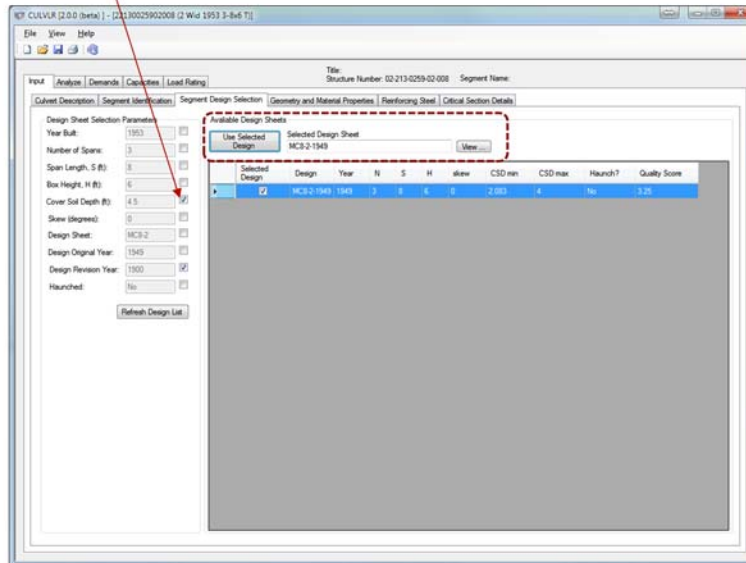 CULVLR [2.0.0 (beta) ] - [22130025902008 (2 Wid 1953 3-8x6 T)]
File View Help
Title:
Structure Number: 02-213-0259-02-008 Segment Name:
Input Analyze Demands Capacities Load Rating
Culvert Description Segment Identification Segment Design Selection Geometry and Material Properties Reinforcing Steel Critical Section Details
Design Sheet Selection Parameters
Year Built: 1953
Number of Spans: 3
Span Length, S (ft): 8
Box Height, H (ft): 6
Cover Soil Depth (ft): 4.5
Skew (degrees): 0
Design Sheet: MC8-2
Design Original Year: 1949
Design Revision Year: 1900
Haunched: No
Refresh Design List
Available Design Sheets
Use Selected Design
Selected Design Sheet
MC8-2-1949
View ...
Selected Design Design Year N S H skew CSD min CSD max Haunch? Quality Score
MC8-2-1949 1949 3 8 6 0 2.083 4 No 3.25